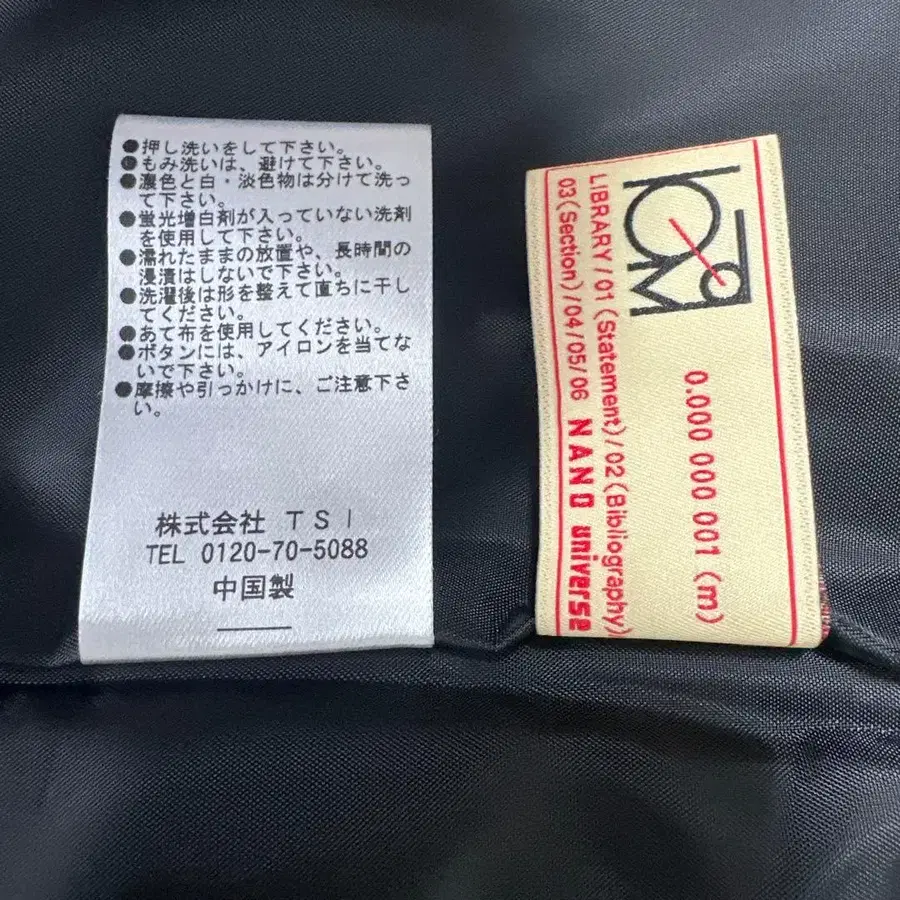 ●押し洗いをして下さい。
●もみ洗いは、避けて下さい。
●濃色と白・淡色物は分けて洗っ
て下さい。
●蛍光増白剤が入っていない洗剤
を使用して下さい。
●濡れたままの放置や、長時間の
浸漬はしないで下さい。
●洗濯後は形を整えて直ちに干し
てください。
●あて布を使用してください。
●ボタンには、アイロンを当てな
いで下さい。
●摩擦や引っかけに、ご注意下さ
い。
株式会社 TSI
TEL 0120-70-5088
中国製
0.000 000 001 (m)
LIBRARY/01 (Statement)/02 (Bibliography)
03 (Section)/04/05/06 NANO universe